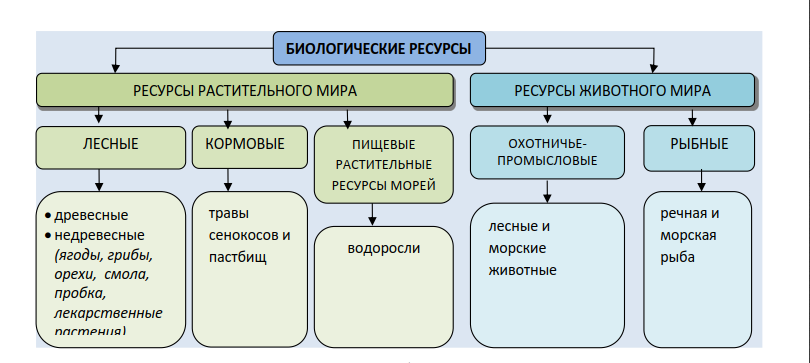 БИОЛОГИЧЕСКИЕ РЕСУРСЫ
РЕСУРСЫ РАСТИТЕЛЬНОГО МИРА
РЕСУРСЫ ЖИВОТНОГО МИРА
ЛЕСНЫЕ
КОРМОВЫЕ
ПИЩЕВЫЕ
РАСТИТЕЛЬНЫЕ
РЕСУРСЫ МОРЕЙ
ОХОТНИЧЬЕ-
ПРОМЫСЛОВЫЕ
РЫБНЫЕ
• древесные
• недревесные
(ягоды, грибы,
орехи, смола,
пробка,
лекарственные
растения)
травы
сенокосов и
пастбищ
водоросли
лесные и
морские
животные
речная и
морская
рыба